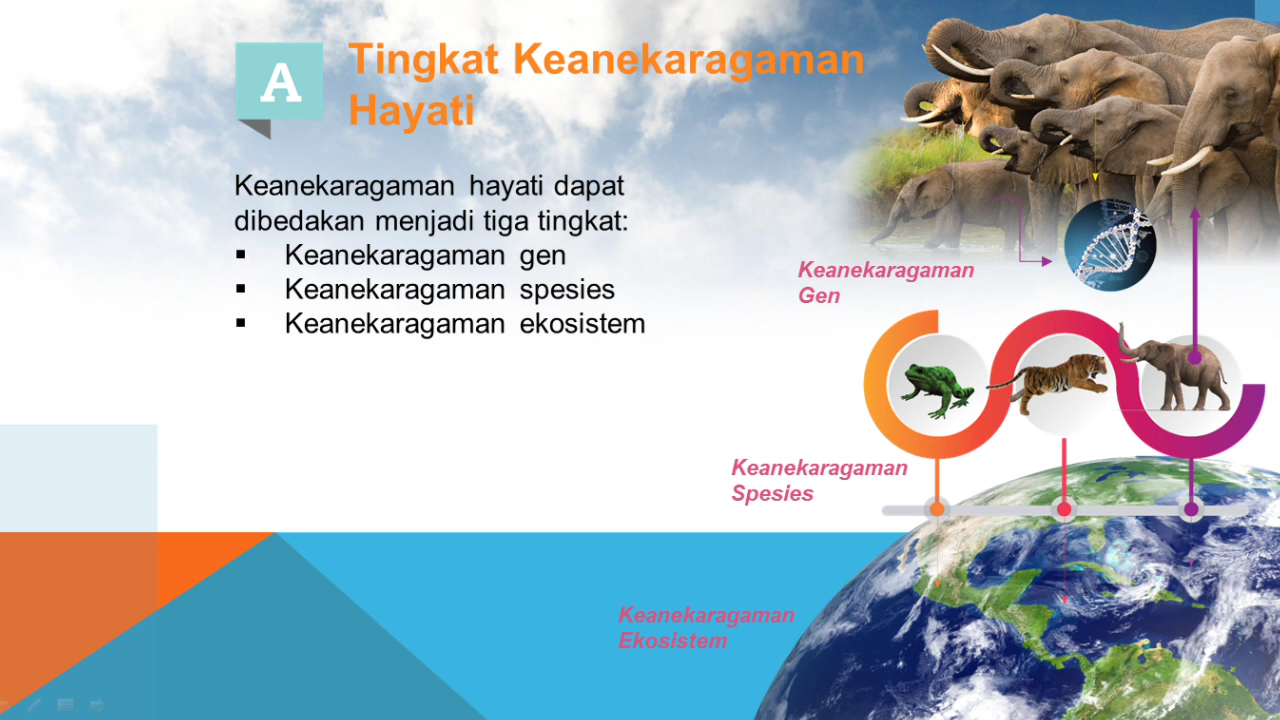 A
Tingkat Keanekaragaman
Hayati
Keanekaragaman hayati dapat
dibedakan menjadi tiga tingkat:
▪ Keanekaragaman gen
▪ Keanekaragaman spesies
▪ Keanekaragaman ekosistem
Keanekaragaman
Gen
Keanekaragaman
Spesies
Keanekaragaman
Ekosistem